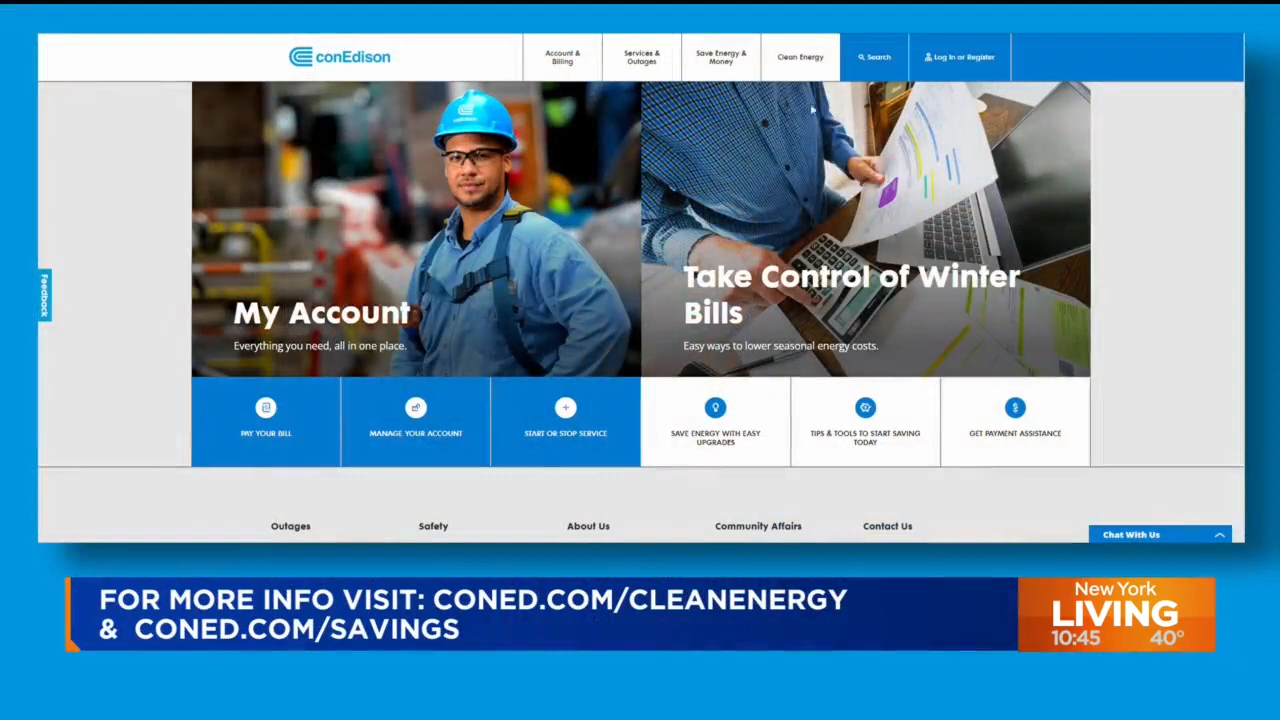 conEdison
Account &
Billing
Services &
Outages
Save Energy &
Money
Clean Energy
Search
Log In or Register
conEdison
My Account
Everything you need, all in one place.
Take Control of Winter
Bills
Easy ways to lower seasonal energy costs.
Feedback
PAY YOUR BILL
MANAGE YOUR ACCOUNT
START OR STOP SERVICE
SAVE ENERGY WITH EASY
UPGRADES
TIPS & TOOLS TO START SAVING
TODAY
GET PAYMENT ASSISTANCE
Outages
Safety
About Us
Community Affairs
Contact Us
Chat With Us
FOR MORE INFO VISIT: CONED.COM/CLEANENERGY
& CONED.COM/SAVINGS
New York
LIVING
10:45 40°